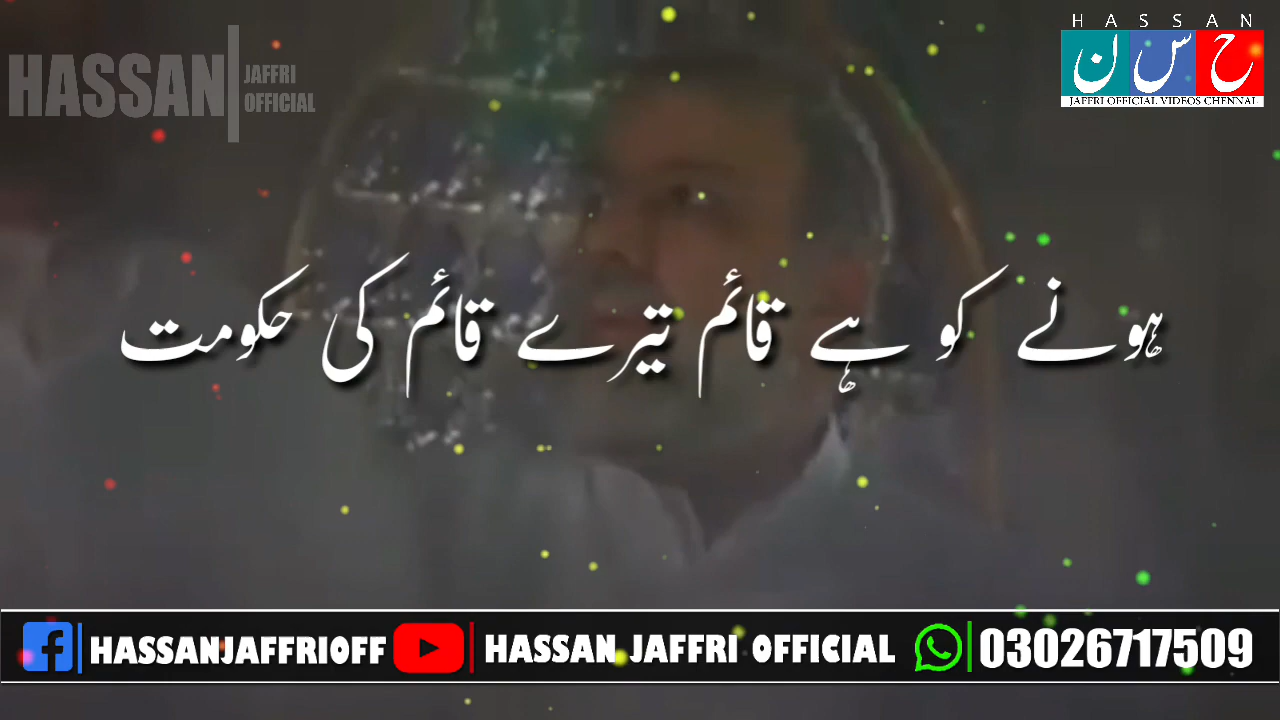 HASSAN
JAFFRI
OFFICIAL
HASSAN
ح س ن
JAFFRI OFFICIAL VIDEOS CHENNAL
ہونے کو ہے قائم تیرے قائم کی حکومت
HASSANJAFFRIOFF
HASSAN JAFFRI OFFICIAL
03026717509